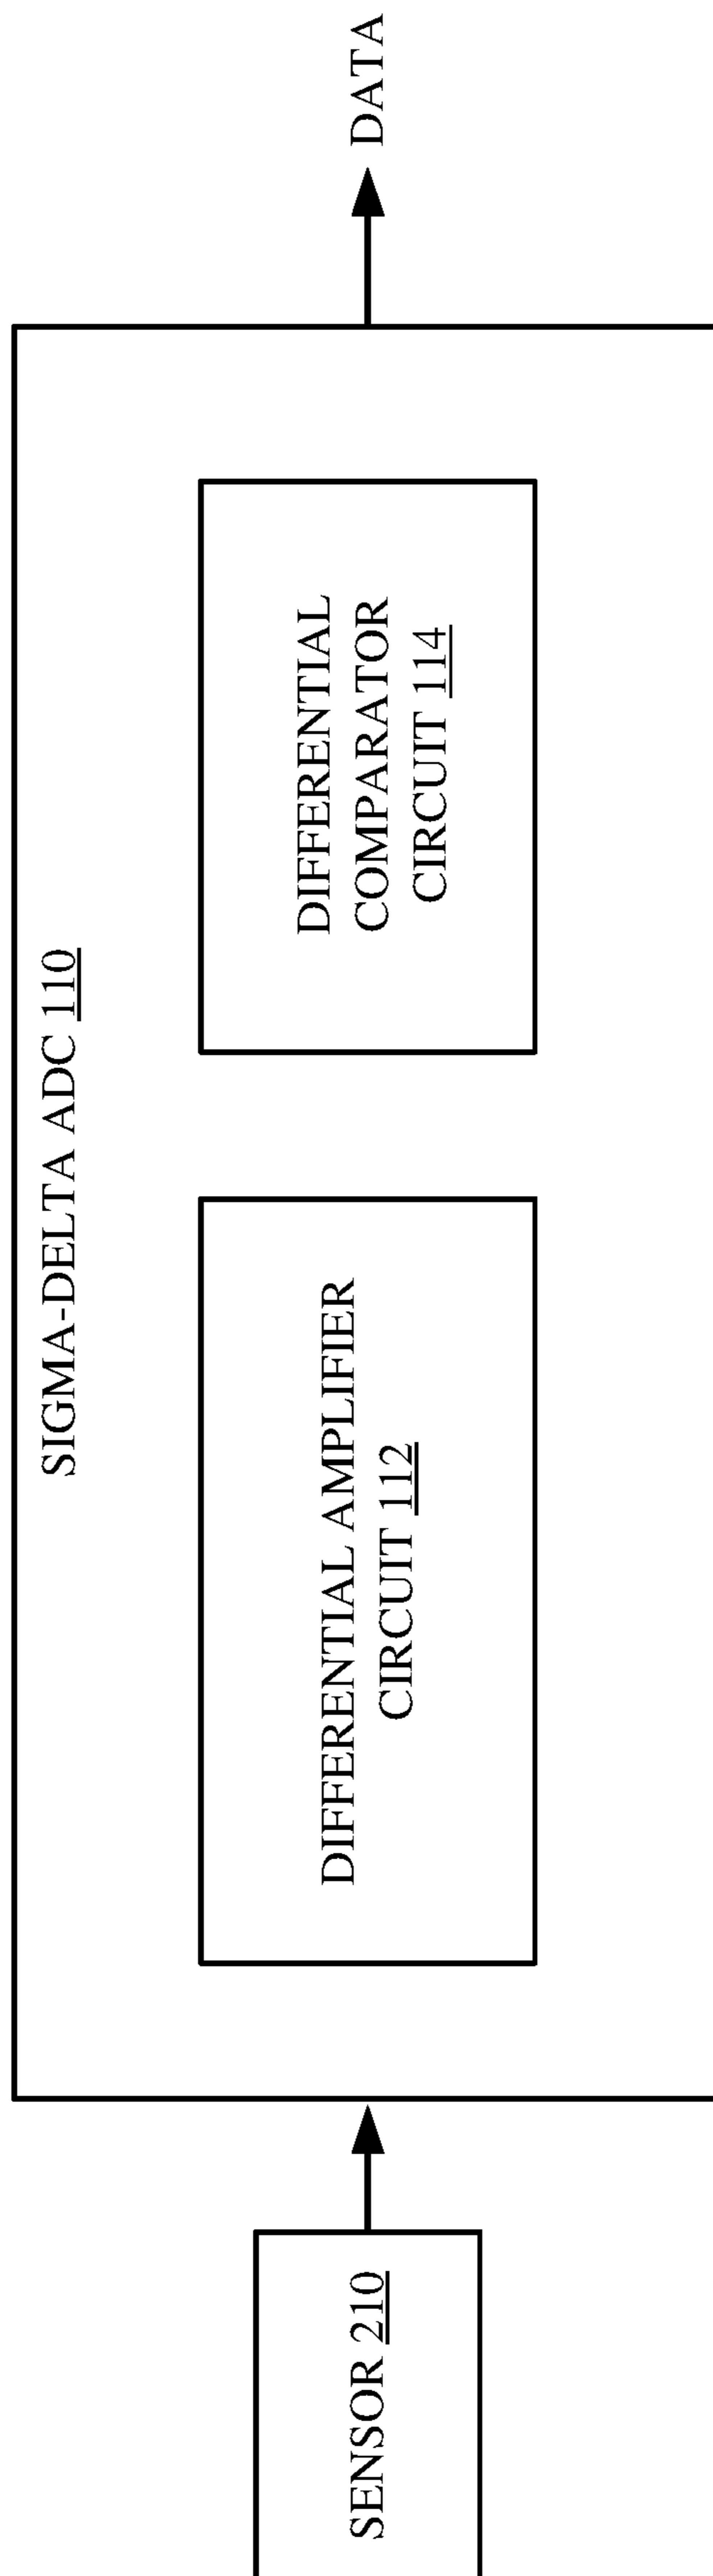 SIGMA-DELTA ADC 110
SENSOR 210
DIFFERENTIAL AMPLIFIER
CIRCUIT 112
DIFFERENTIAL
COMPARATOR
CIRCUIT 114
DATA